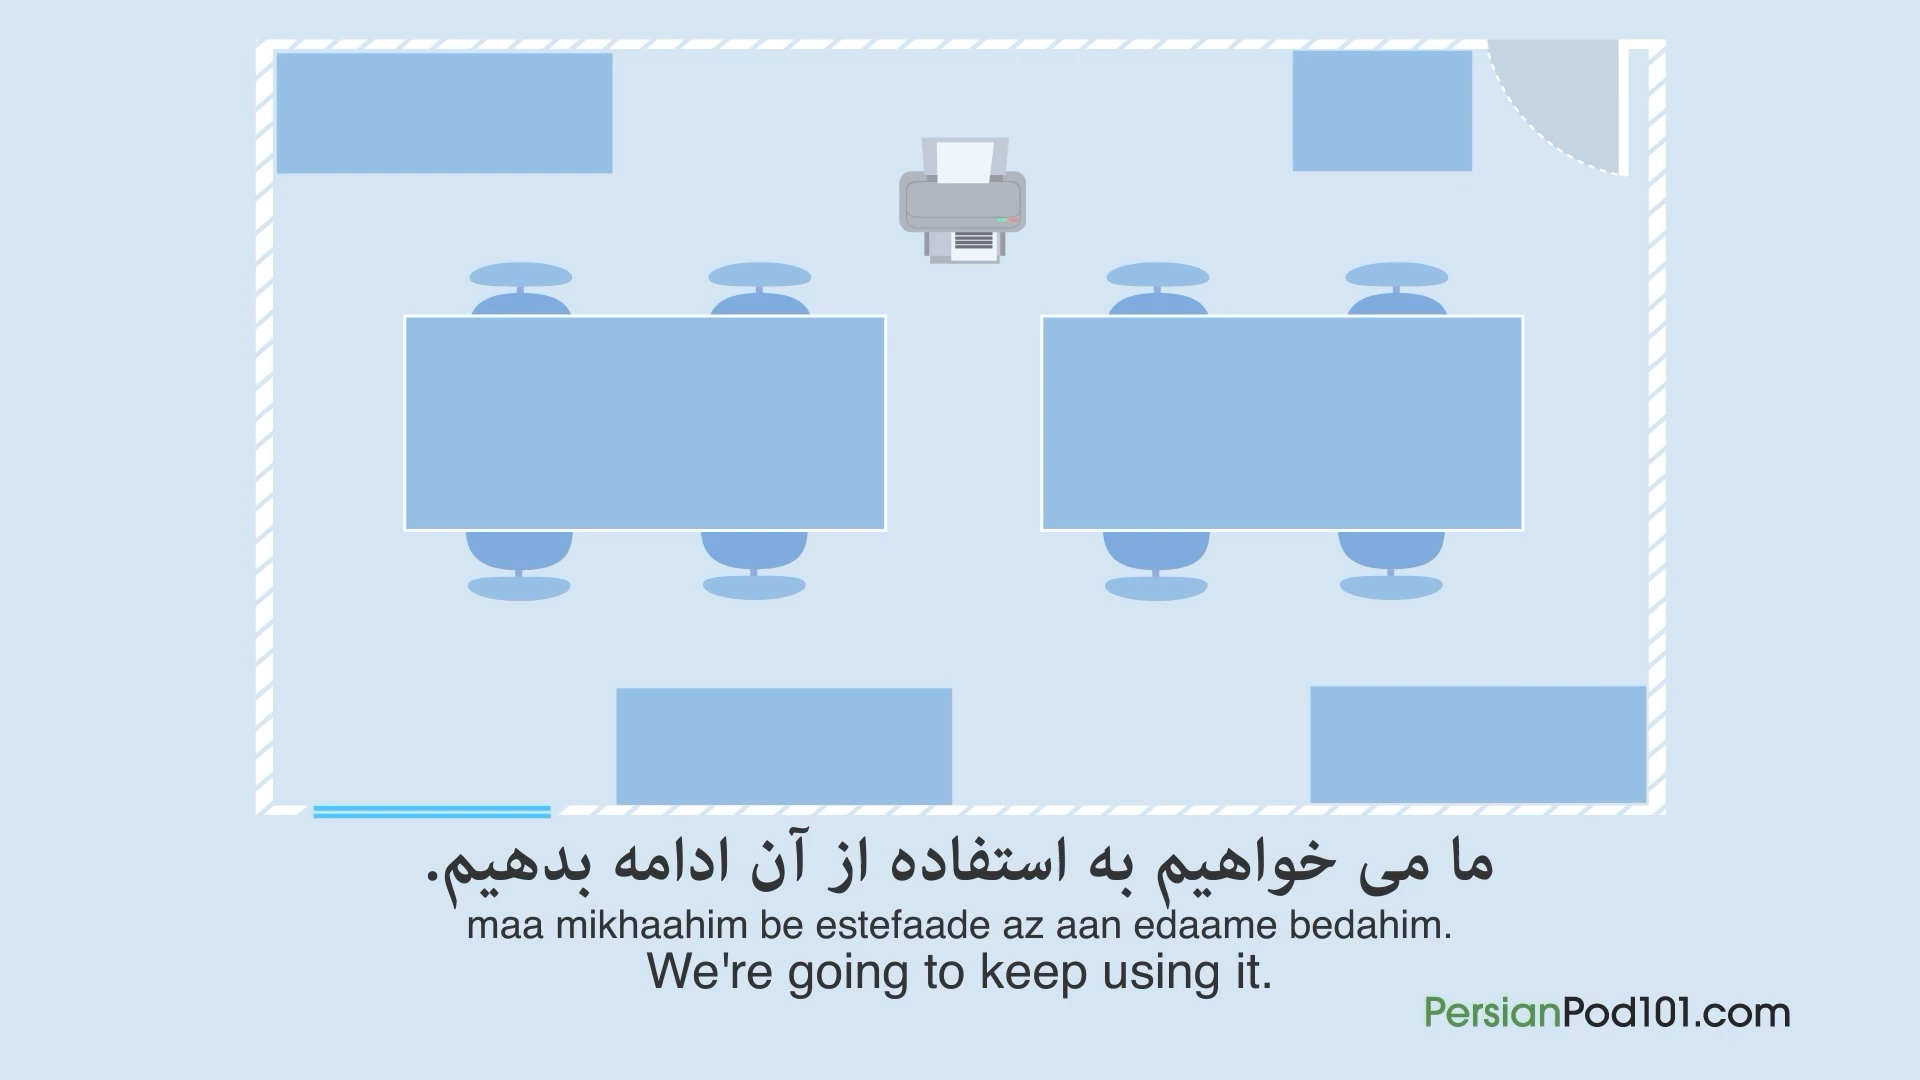 ما می خواهیم به استفاده از آن ادامه بدهیم.
maa mikhaahim be estefaade az aan edaame bedahim.
We're going to keep using it.
PersianPod101.com